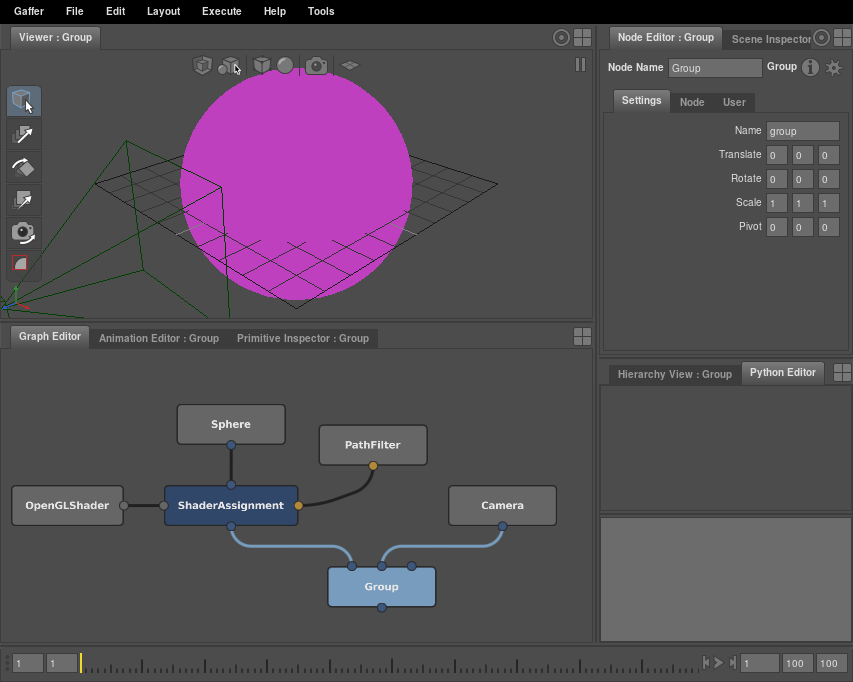 Gaffer File Edit Layout Execute Help Tools
Viewer : Group
Node Editor : Group Scene Inspector
Node Name Group Group
Settings Node User
Name group
Translate 0 0 0
Rotate 0 0 0
Scale 1 1 1
Pivot 0 0 0
Graph Editor Animation Editor : Group Primitive Inspector : Group
Sphere
PathFilter
OpenGLShader
ShaderAssignment
Camera
Group
Hierarchy View : Group Python Editor
1 1 1 100 100